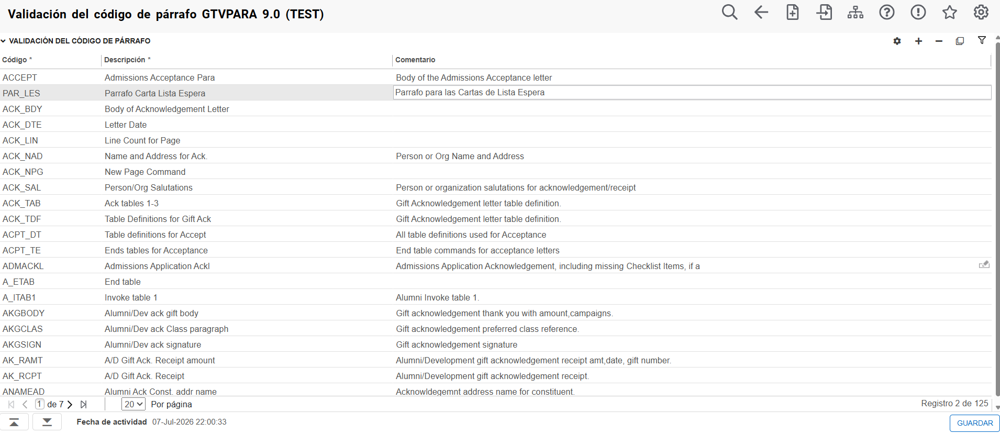 Validación del código de párrafo GTVPARA 9.0 (TEST)
VALIDACIÓN DEL CÓDIGO DE PÁRRAFO
Código * Descripción * Comentario
ACCEPT Admissions Acceptance Para Body of the Admissions Acceptance letter
PAR_LES Parrafo Carta Lista Espera Parrafo para las Cartas de Lista Espera
ACK_BDY Body of Acknowledgement Letter
ACK_DTE Letter Date
ACK_LIN Line Count for Page
ACK_NAD Name and Address for Ack. Person or Org Name and Address
ACK_NPG New Page Command
ACK_SAL Person/Org Salutations Person or organization salutations for acknowledgement/receipt
ACK_TAB Ack tables 1-3 Gift Acknowledgement letter table definition.
ACK_TDF Table Definitions for Gift Ack Gift Acknowledgement letter table definition.
ACPT_DT Table definitions for Accept All table definitions used for Acceptance
ACPT_TE Ends tables for Acceptance End table commands for acceptance letters
ADMACKL Admissions Application Ackl Admissions Application Acknowledgement, including missing Checklist Items, if a
A_ETAB End table
A_ITAB1 Invoke table 1 Alumni Invoke table 1.
AKGBODY Alumni/Dev ack gift body Gift acknowledgement thank you with amount,campaigns.
AKGCLAS Alumni/Dev ack Class paragraph Gift acknowledgement preferred class reference.
AKGSIGN Alumni/Dev ack signature Gift acknowledgement signature
AK_RAMT A/D Gift Ack. Receipt amount Alumni/Development gift acknowledgement receipt amt,date, gift number.
AK_RCPT A/D Gift Ack. Receipt Alumni/Development gift acknowledgement receipt.
ANAMEAD Alumni Ack Const. addr name Acknowldegemnt address name for constituent.
1 de 7 20 Por página Registro 2 de 125
Fecha de actividad 07-Jul-2026 22:00:33 GUARDAR